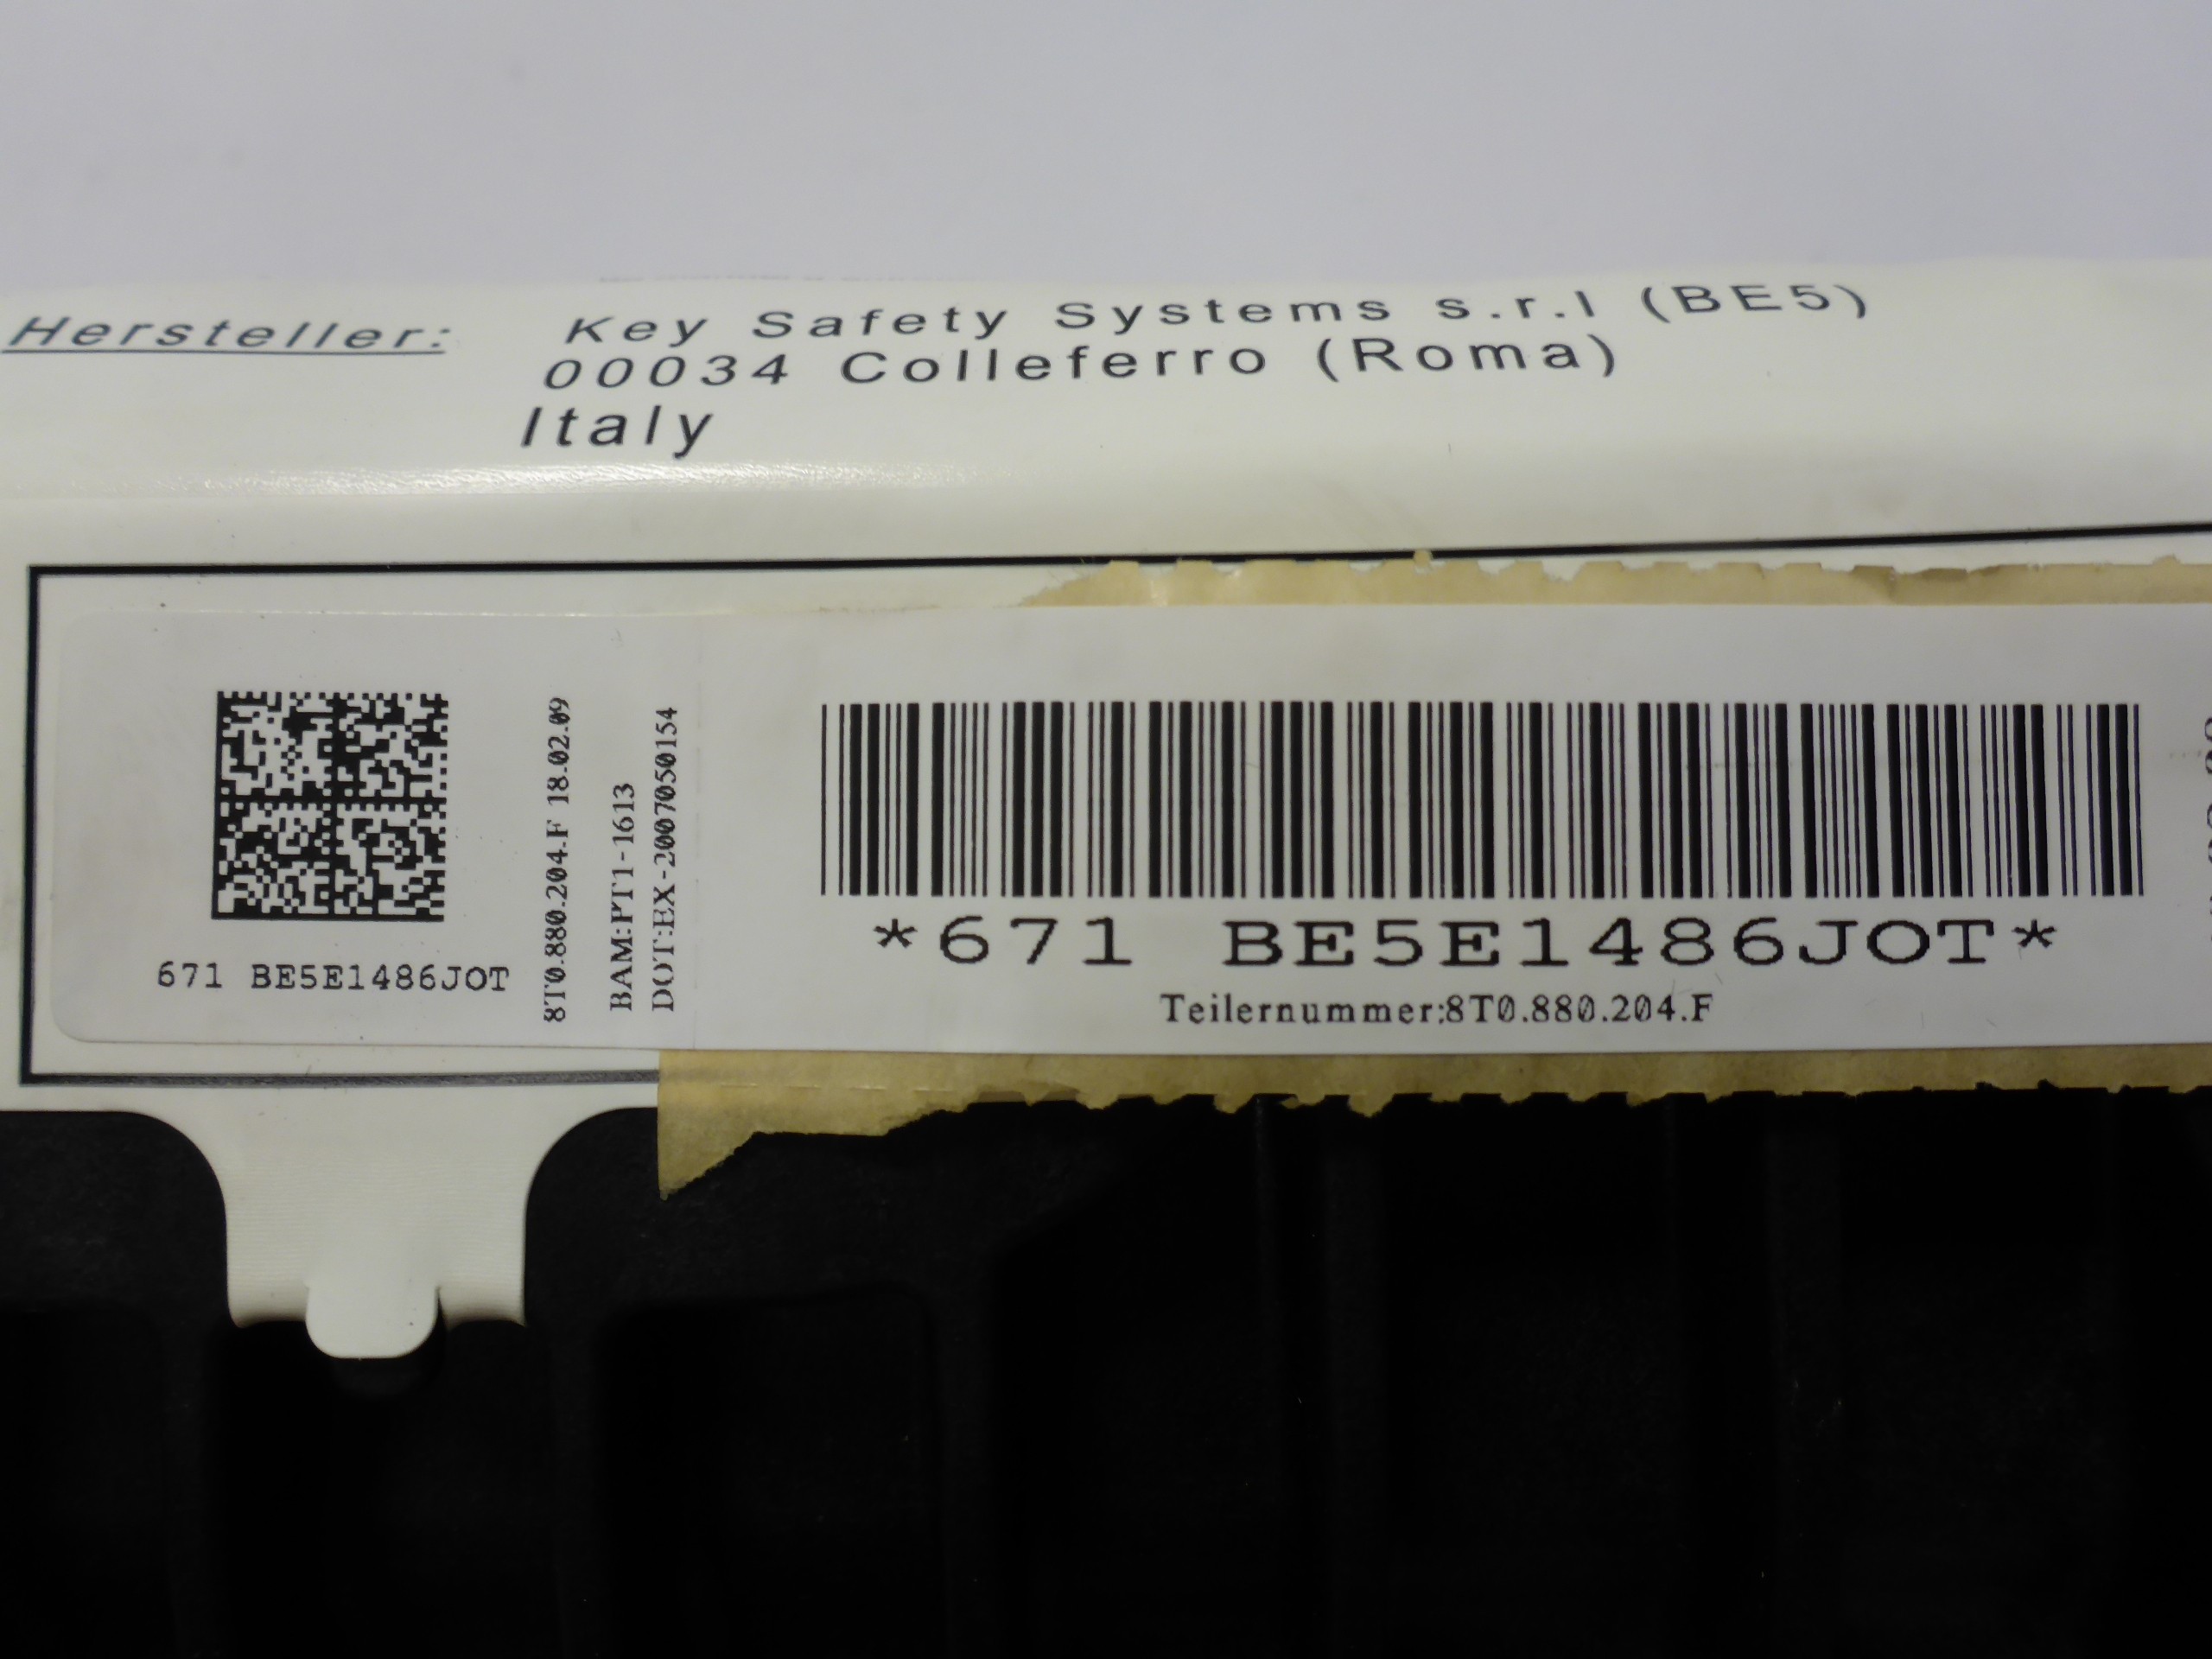 Hersteller: Key Safety Systems s.r.l (BE5)
00034 Colleferro (Roma)
Italy
671 BE5E1486JOT
8T0.880.204.F 18.02.09
BAM:PT1-1613
DOT:EX-2007050154
*671 BE5E1486JOT*
Teilernummer:8T0.880.204.F